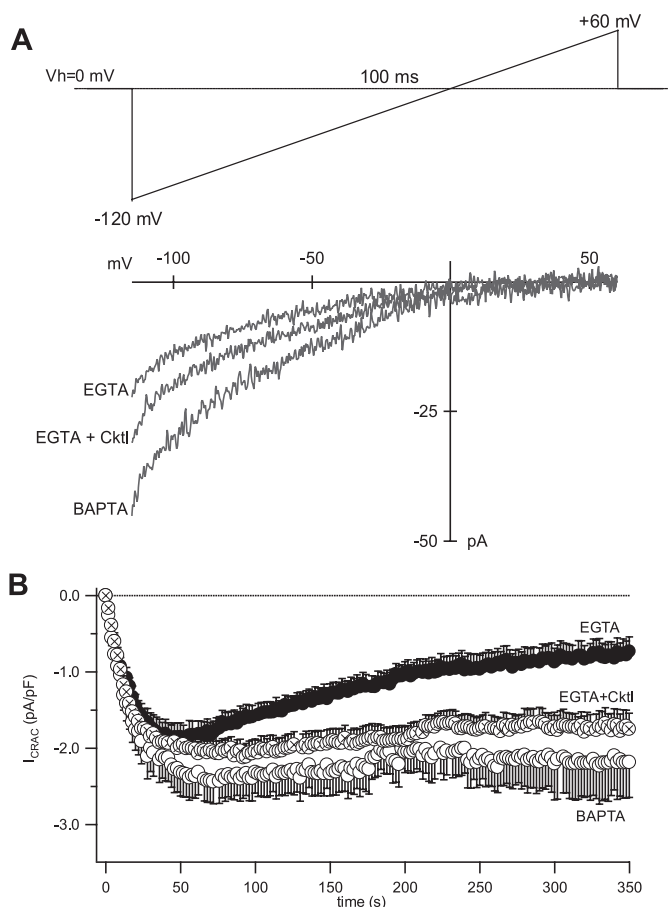 A
+60 mV
Vh=0 mV
100 ms
-120 mV
mV
-100
-50
50
EGTA
EGTA + Cktl
-25
BAPTA
-50
pA
B
0.0
EGTA
-1.0
EGTA+Cktl
-2.0
BAPTA
-3.0
I_CRAC (pA/pF)
0 50 100 150 200 250 300 350
time (s)